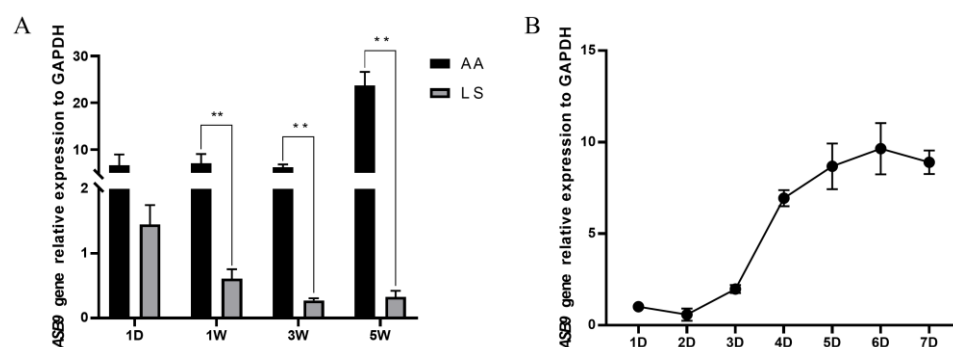 A
ASB9 gene relative expression to GAPDH
30
20
10
2
1
0
**
**
**
AA
LS
1D 1W 3W 5W
B
ASB9 gene relative expression to GAPDH
15
10
5
0
1D 2D 3D 4D 5D 6D 7D